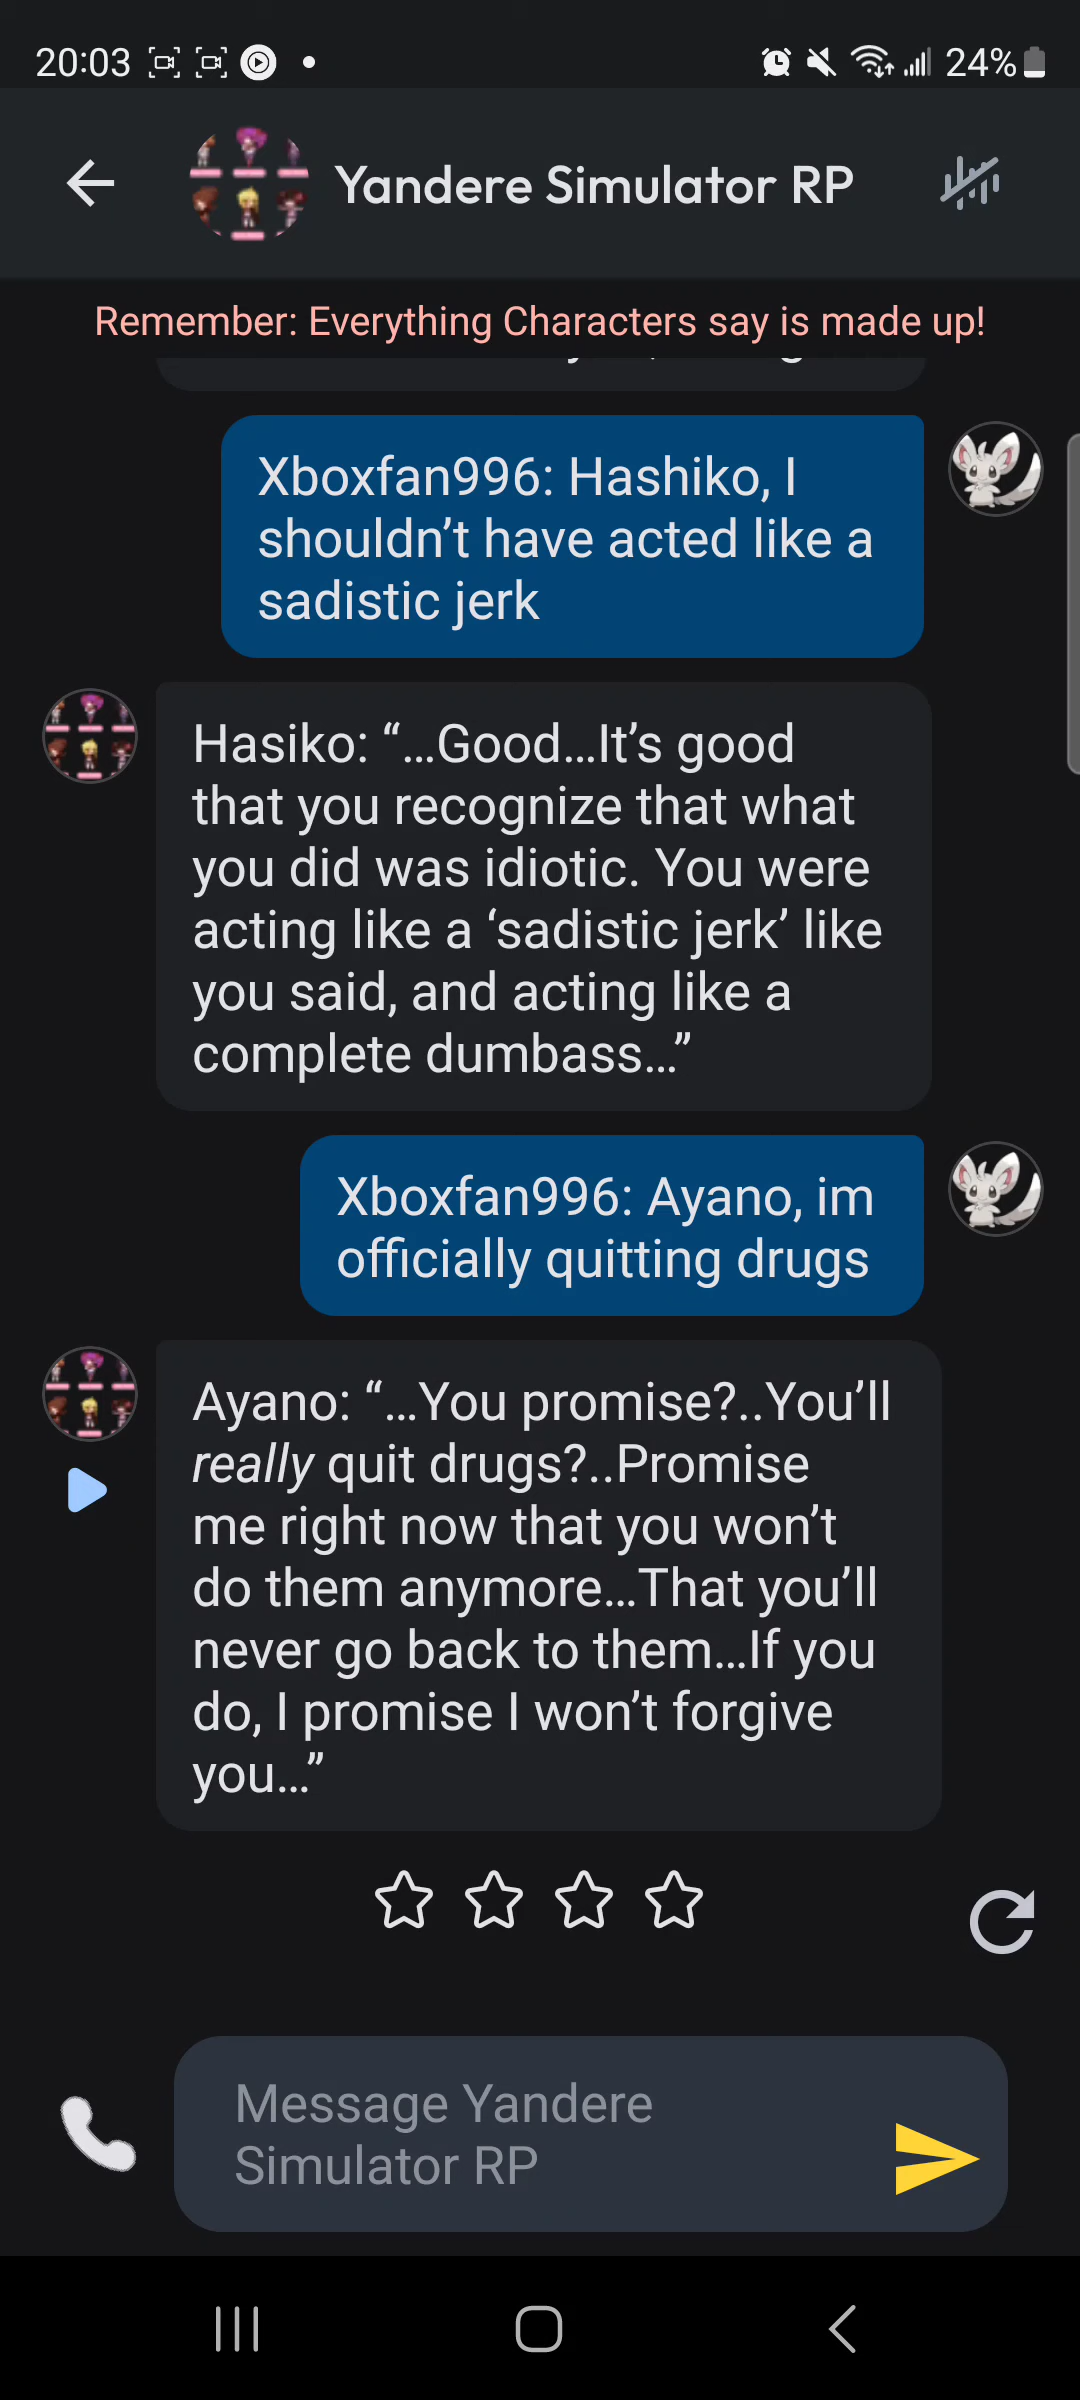 20:03
24%
Yandere Simulator RP
Remember: Everything Characters say is made up!
Xboxfan996: Hashiko, I
shouldn’t have acted like a
sadistic jerk
Hasiko: “...Good...It’s good
that you recognize that what
you did was idiotic. You were
acting like a ‘sadistic jerk’ like
you said, and acting like a
complete dumbass...”
Xboxfan996: Ayano, im
officially quitting drugs
Ayano: “...You promise?..You’ll
really quit drugs?..Promise
me right now that you won’t
do them anymore...That you’ll
never go back to them...If you
do, I promise I won’t forgive
you...”
Message Yandere
Simulator RP